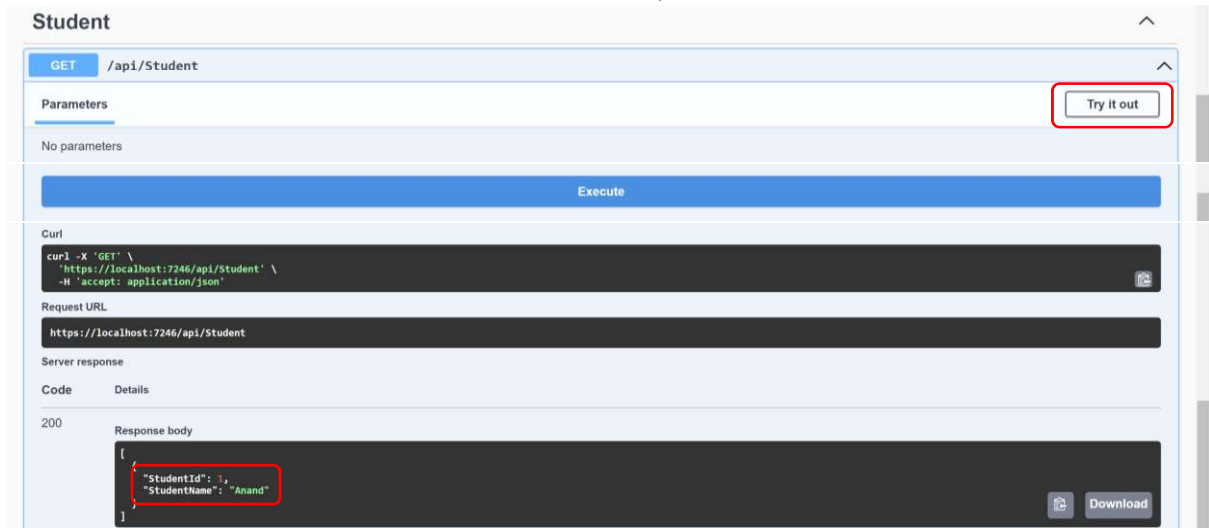 Student
GET /api/Student
Parameters
Try it out
No parameters
Execute
Curl
curl -X 'GET' \
'https://localhost:7246/api/Student' \
-H 'accept: application/json'
Request URL
https://localhost:7246/api/Student
Server response
Code Details
200
Response body
[
{
"StudentId": 1,
"StudentName": "Anand"
}
]
Download